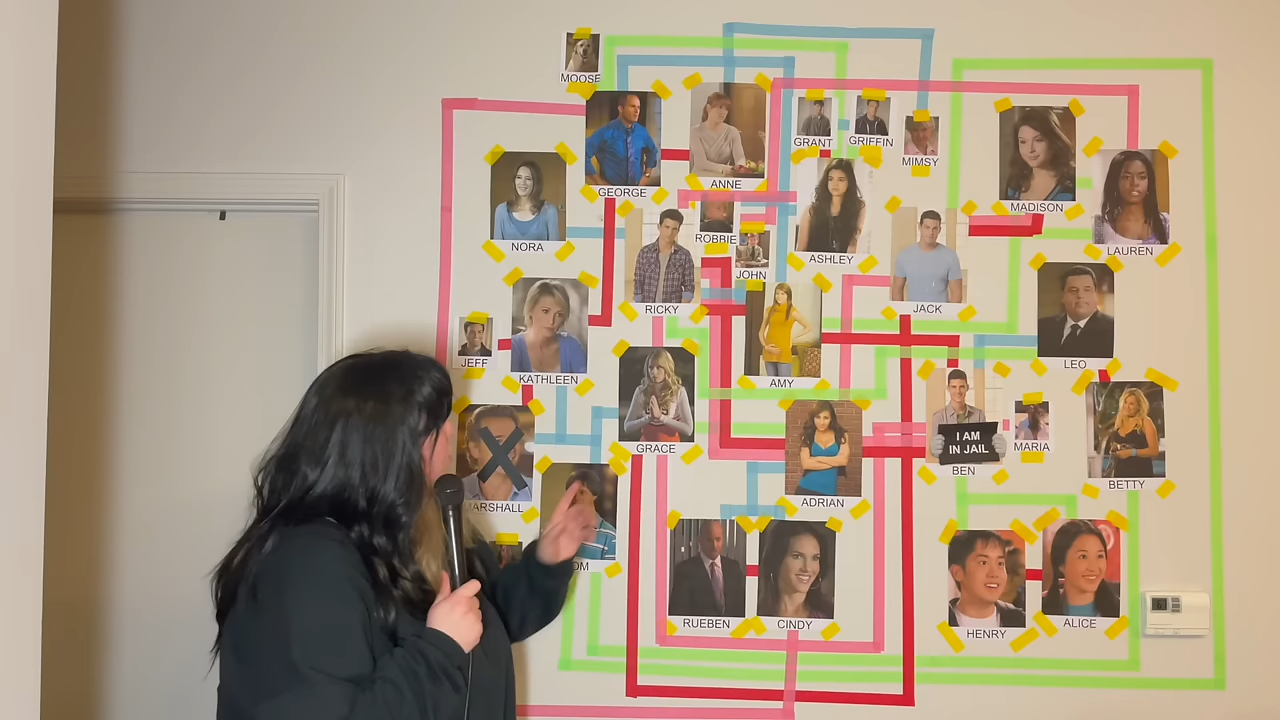 MOOSE
GEORGE
ANNE
GRANT
GRIFFIN
MIMSY
MADISON
LAUREN
NORA
ROBBIE
JOHN
ASHLEY
RICKY
JACK
LEO
JEFF
KATHLEEN
AMY
GRACE
I AM
IN JAIL
BEN
MARIA
BETTY
ARSHALL
ADRIAN
OM
RUEBEN
CINDY
HENRY
ALICE